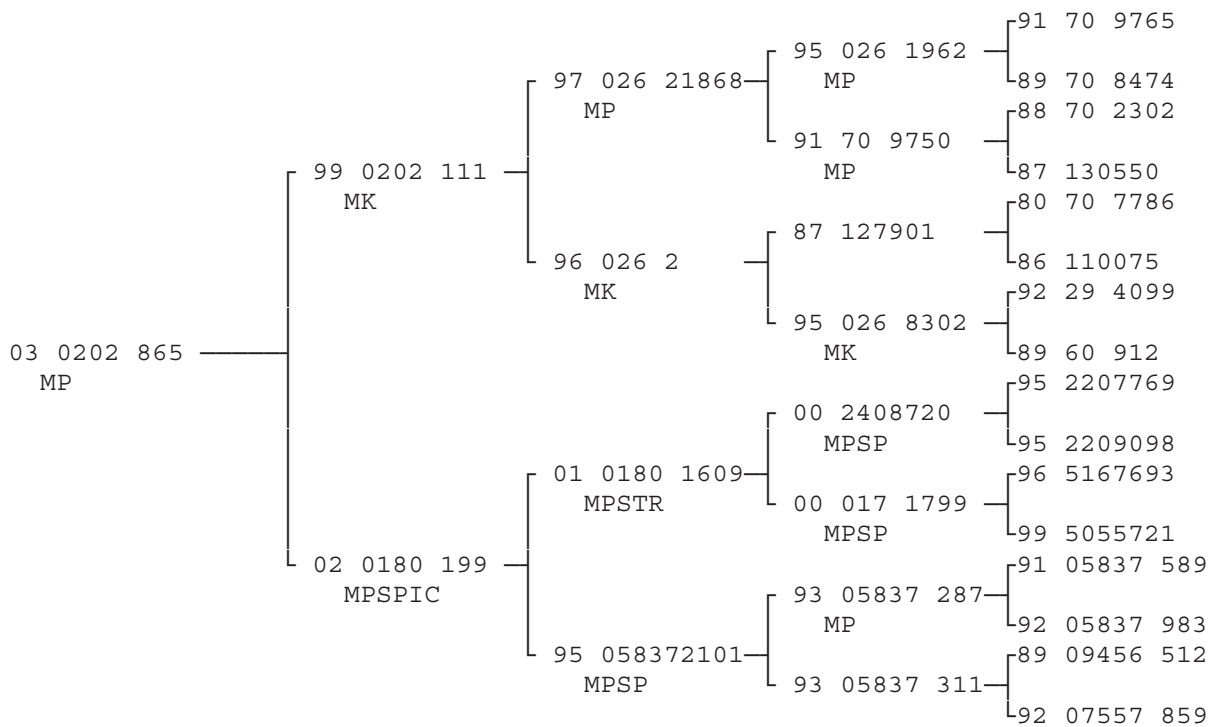 91 70 9765
95 026 1962
97 026 21868 89 70 8474
MP
MP 88 70 2302
91 70 9750
99 0202 111 MP 87 130550
MK 80 70 7786
87 127901
96 026 2 86 110075
MK 92 29 4099
95 026 8302
03 0202 865 MK 89 60 912
MP 95 2207769
00 2408720
MPSP 95 2209098
01 0180 1609 96 5167693
MPSTR 00 017 1799
MPSP 99 5055721
02 0180 199 91 05837 589
MPSPIC 93 05837 287
MP 92 05837 983
95 058372101 89 09456 512
MPSP 93 05837 311
92 07557 859